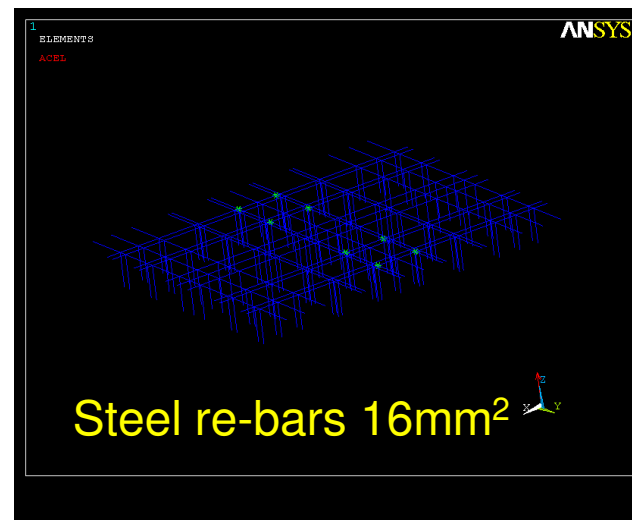 1
ELEMENTS
ACEL
ANSYS
Steel re-bars 16mm²
Z
X
Y